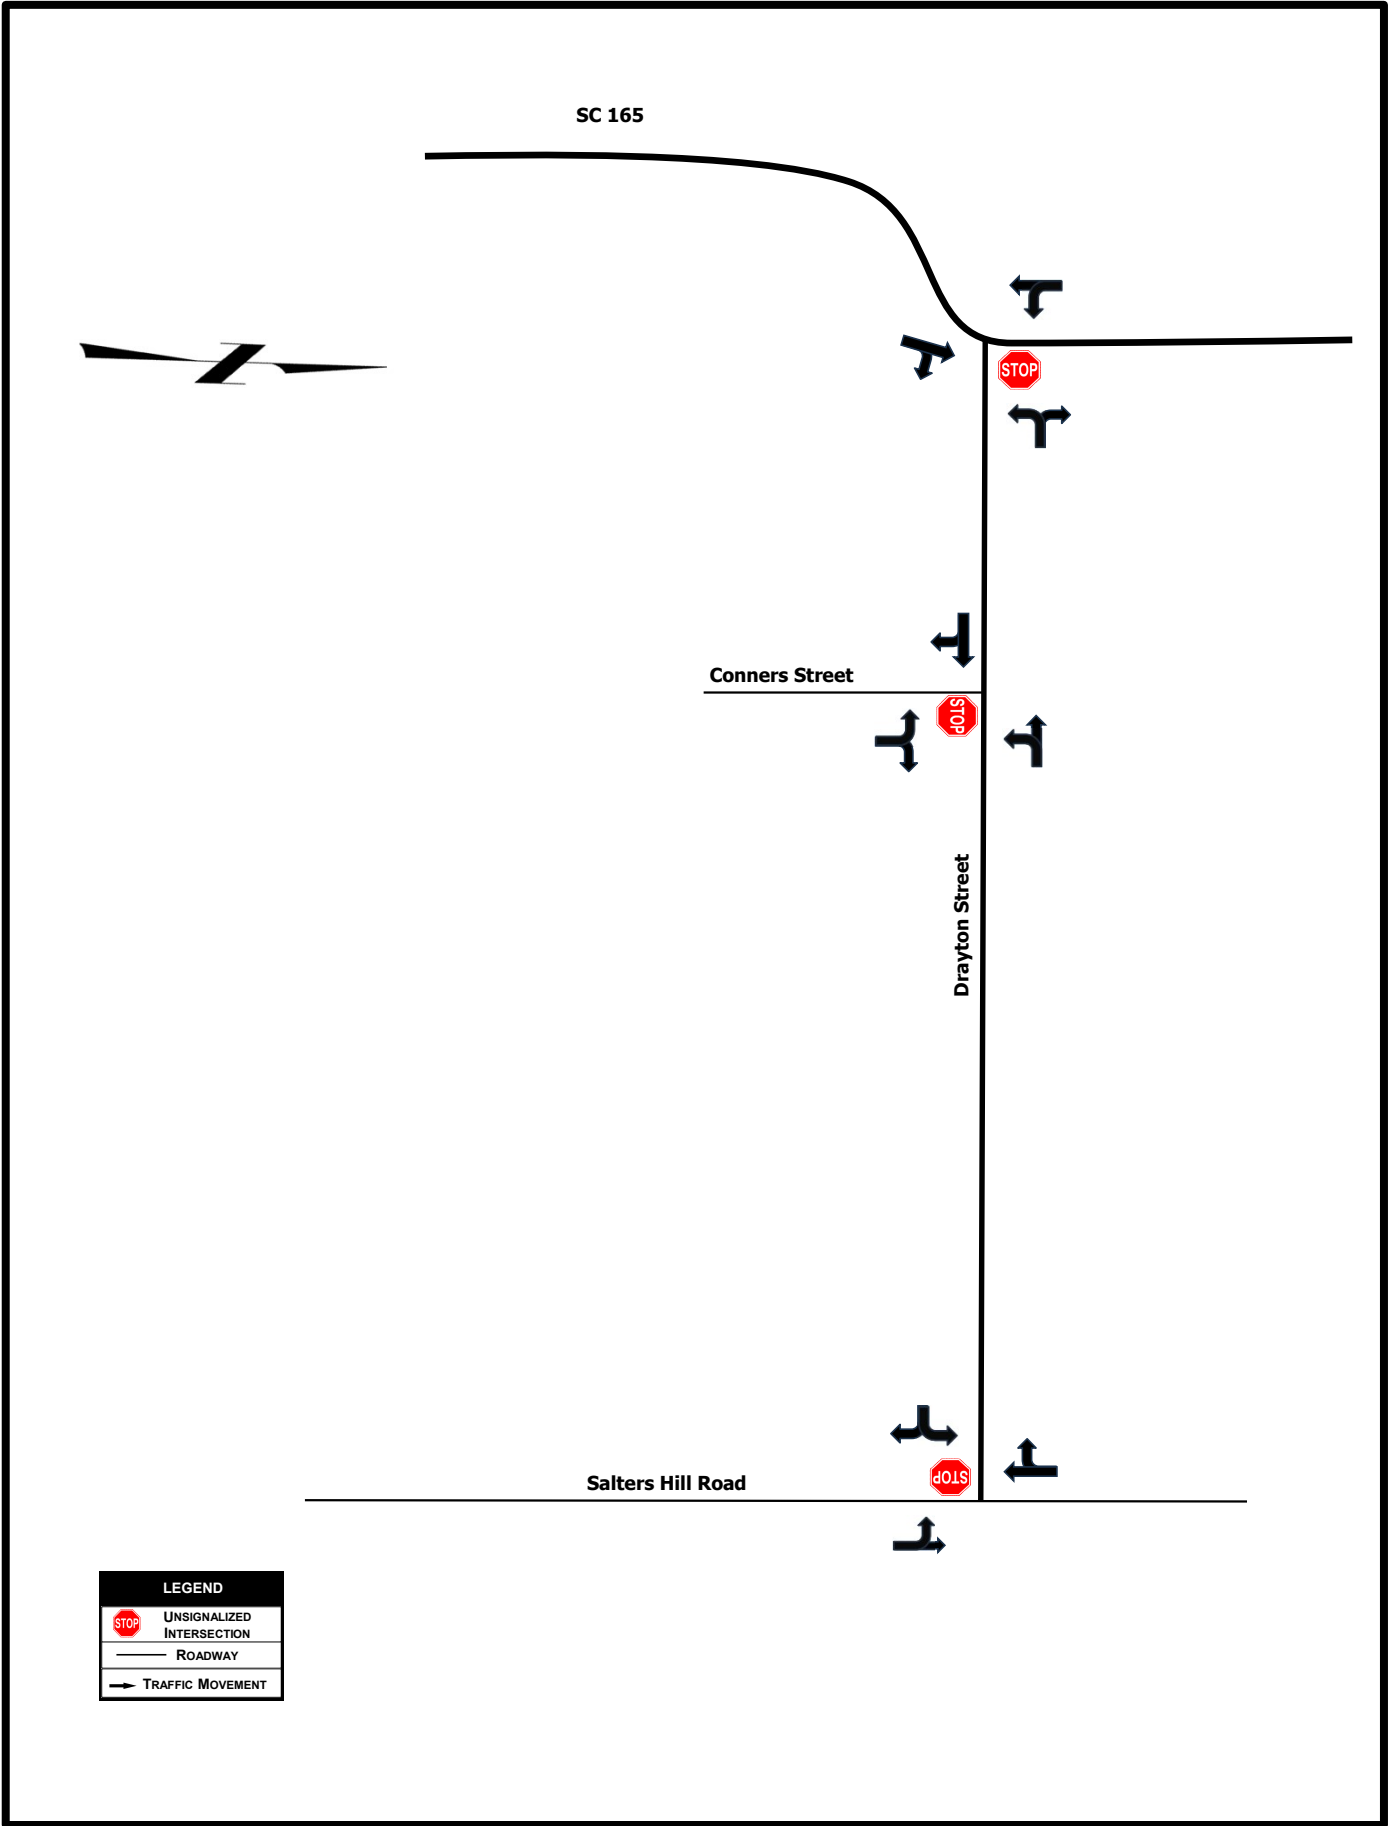 SC 165
STOP
Conners Street
STOP
Drayton Street
STOP
Salters Hill Road
LEGEND
STOP
UNSIGNALIZED
INTERSECTION
ROADWAY
TRAFFIC MOVEMENT